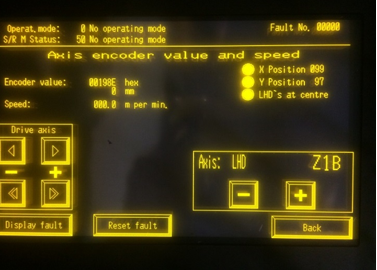 Operat.mode: 0 No operating mode
Fault No. 00000
S/R M Status: 50 No operating mode
Axis encoder value and speed
X Position 099
Y Position 97
LHD`s at centre
Encoder value: 00198E hex
0 mm
Speed: 000.0 m per min.
Drive axis
- +
Axis: LHD Z1B
- +
Display fault
Reset fault
Back